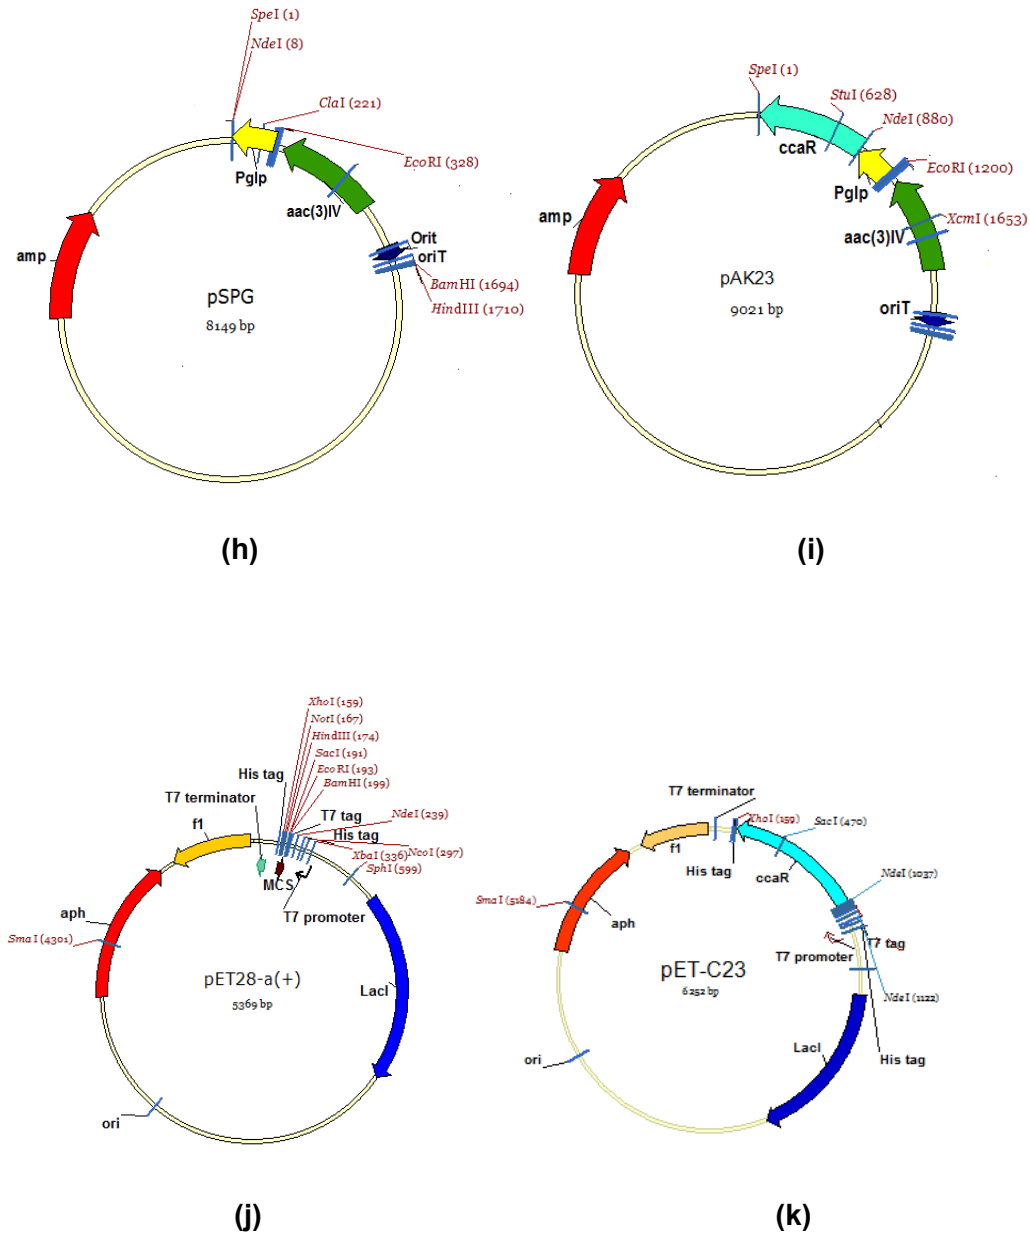 SpeI (1)
NdeI (8)
ClaI (221)
EcoRI (328)
Pglp
aac(3)IV
amp
Orit
oriT
BamHI (1694)
HindIII (1710)
pSPG
8149 bp
(h)
SpeI (1)
StuI (628)
NdeI (880)
ccaR
EcoRI (1200)
Pglp
XcmI (1653)
aac(3)IV
amp
pAK23
9021 bp
oriT
(i)
XhoI (159)
NotI (167)
HindIII (174)
SacI (191)
EcoRI (193)
BamHI (199)
His tag
T7 terminator
T7 tag
NdeI (239)
f1
His tag
NcoI (297)
XbaI (336)
SphI (599)
MCS
T7 promoter
aph
SmaI (4301)
pET28-a(+)
5369 bp
LacI
ori
(j)
T7 terminator
XhoI (159)
SacI (470)
f1
His tag
ccaR
NdeI (1037)
SmaI (5184)
aph
T7 tag
T7 promoter
pET-C23
6252 bp
NdeI (1122)
LacI
His tag
ori
(k)